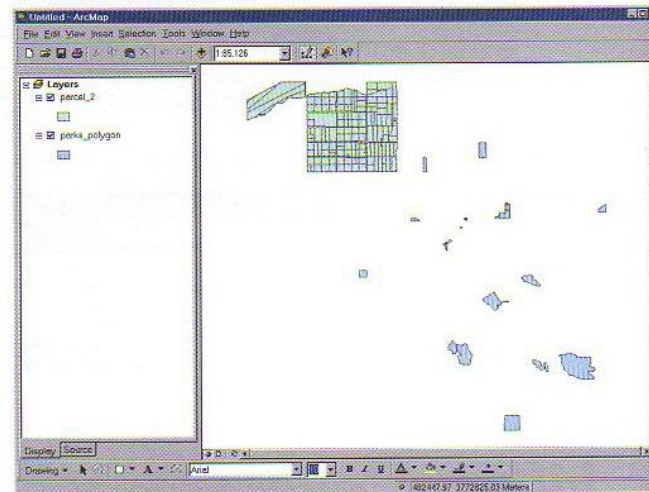 Untitled - ArcMap
File Edit View Insert Selection Tools Window Help
1:85,126
Layers
parcel_2
parks_polygon
Display Source
Drawing A Arial B I U A
482447.97 3772825.03 Meters